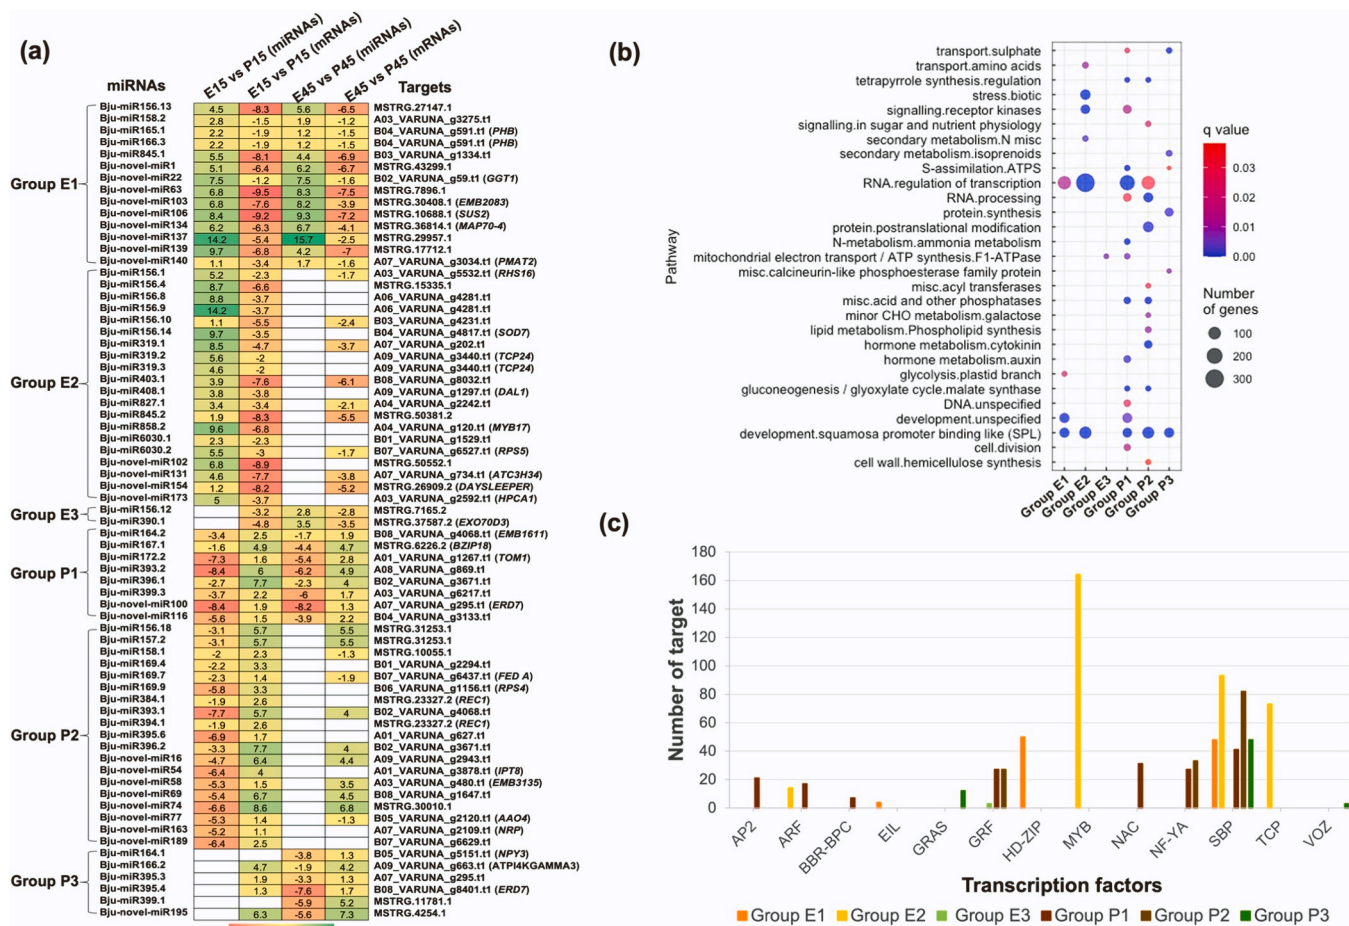 (a)
miRNAs
E15 vs P15 (miRNAs)
E15 vs P15 (mRNAs)
E45 vs P45 (miRNAs)
E45 vs P45 (mRNAs)
Targets
Group E1
Bju-miR156.13 4.5 -8.3 5.6 -6.5 MSTRG.27147.1
Bju-miR158.2 2.8 -1.5 1.9 -1.2 A03_VARUNA_g3275.t1
Bju-miR165.1 2.2 -1.9 1.2 -1.5 B04_VARUNA_g591.t1 (PHB)
Bju-miR166.3 2.2 -1.9 1.2 -1.5 B04_VARUNA_g591.t1 (PHB)
Bju-miR845.1 5.5 -8.1 4.4 -6.9 B03_VARUNA_g1334.t1
Bju-novel-miR1 5.1 -6.4 6.2 -6.7 MSTRG.43299.1
Bju-novel-miR22 7.5 -1.2 7.5 -1.6 B02_VARUNA_g59.t1 (GGT1)
Bju-novel-miR63 6.8 -9.5 8.3 -7.5 MSTRG.7896.1
Bju-novel-miR103 6.8 -7.6 8.2 -3.9 MSTRG.30408.1 (EMB2083)
Bju-novel-miR106 8.4 -9.2 9.3 -7.2 MSTRG.10688.1 (SUS2)
Bju-novel-miR134 6.2 -6.3 6.7 -4.1 MSTRG.36814.1 (MAP70-4)
Bju-novel-miR137 14.2 -5.4 15.7 -2.5 MSTRG.29957.1
Bju-novel-miR139 9.7 -6.8 4.2 -7 MSTRG.17712.1
Bju-novel-miR140 1.1 -3.4 1.7 -1.6 A07_VARUNA_g3034.t1 (PMAT2)
Group E2
Bju-miR156.1 5.2 -2.3 -1.7 A03_VARUNA_g5532.t1 (RHS16)
Bju-miR156.4 8.7 -6.6 MSTRG.15335.1
Bju-miR156.8 8.8 -3.7 A06_VARUNA_g4281.t1
Bju-miR156.9 14.2 -3.7 A06_VARUNA_g4281.t1
Bju-miR156.10 1.1 -5.5 -2.4 B03_VARUNA_g4231.t1
Bju-miR156.14 9.7 -3.5 B04_VARUNA_g4817.t1 (SOD7)
Bju-miR319.1 8.5 -4.7 -3.7 A07_VARUNA_g202.t1
Bju-miR319.2 5.6 -2 A09_VARUNA_g3440.t1 (TCP24)
Bju-miR319.3 4.6 -2 A09_VARUNA_g3440.t1 (TCP24)
Bju-miR403.1 3.9 -7.6 -6.1 B08_VARUNA_g8032.t1
Bju-miR408.1 3.8 -3.8 A09_VARUNA_g1297.t1 (DAL1)
Bju-miR827.1 3.4 -3.4 -2.1 A04_VARUNA_g2242.t1
Bju-miR845.2 1.9 -8.3 -5.5 MSTRG.50381.2
Bju-miR858.2 9.6 -6.8 A04_VARUNA_g120.t1 (MYB17)
Bju-miR6030.1 2.3 -2.3 B01_VARUNA_g1529.t1
Bju-miR6030.2 5.5 -3 -1.7 B07_VARUNA_g6527.t1 (RPS5)
Bju-novel-miR102 6.8 -8.9 MSTRG.50552.1
Bju-novel-miR131 4.6 -7.7 -3.8 A07_VARUNA_g734.t1 (ATC3H34)
Bju-novel-miR154 1.2 -8.2 -5.2 MSTRG.26909.2 (DAYSLEEPER)
Bju-novel-miR173 5 -3.7 A03_VARUNA_g2592.t1 (HPCA1)
Group E3
Bju-miR156.12 -3.2 2.8 -2.8 MSTRG.7165.2
Bju-miR390.1 -4.8 3.5 -3.5 MSTRG.37587.2 (EXO70D3)
Group P1
Bju-miR164.2 -3.4 2.5 -1.7 1.9 B08_VARUNA_g4068.t1 (EMB1611)
Bju-miR167.1 -1.6 4.9 -4.4 4.7 MSTRG.6226.2 (BZIP18)
Bju-miR172.2 -7.3 1.6 -5.4 2.8 A01_VARUNA_g1267.t1 (TOM1)
Bju-miR393.2 -8.4 6 -6.2 4.9 A08_VARUNA_g869.t1
Bju-miR396.1 -2.7 7.7 -2.3 4 B02_VARUNA_g3671.t1
Bju-miR399.3 -3.7 2.2 -6 1.7 A03_VARUNA_g6217.t1
Bju-novel-miR100 -8.4 1.9 -8.2 1.3 A07_VARUNA_g295.t1 (ERD7)
Bju-novel-miR116 -5.6 1.5 -3.9 2.2 B04_VARUNA_g3133.t1
Group P2
Bju-miR156.18 -3.1 5.7 5.5 MSTRG.31253.1
Bju-miR157.2 -3.1 5.7 5.5 MSTRG.31253.1
Bju-miR158.1 -2 2.3 -1.3 MSTRG.10055.1
Bju-miR169.4 -2.2 3.3 B01_VARUNA_g2294.t1
Bju-miR169.7 -2.3 1.4 -1.9 B07_VARUNA_g6437.t1 (FED A)
Bju-miR169.9 -5.8 3.3 B06_VARUNA_g1156.t1 (RPS4)
Bju-miR384.1 -1.9 2.6 MSTRG.23327.2 (REC1)
Bju-miR393.1 -7.7 5.7 4 B02_VARUNA_g4068.t1
Bju-miR394.1 -1.9 2.6 MSTRG.23327.2 (REC1)
Bju-miR395.6 -6.9 1.7 A01_VARUNA_g627.t1
Bju-miR396.2 -3.3 7.7 4 B02_VARUNA_g3671.t1
Bju-novel-miR16 -4.7 6.4 4.4 A09_VARUNA_g2943.t1
Bju-novel-miR54 -6.4 4 A01_VARUNA_g3878.t1 (IPT8)
Bju-novel-miR58 -5.3 1.5 3.5 A03_VARUNA_g480.t1 (EMB3135)
Bju-novel-miR69 -5.4 6.7 4.5 B08_VARUNA_g1647.t1
Bju-novel-miR74 -6.6 8.6 6.8 MSTRG.30010.1
Bju-novel-miR77 -5.3 1.4 -1.3 B05_VARUNA_g2120.t1 (AAO4)
Bju-novel-miR163 -5.2 1.1 A07_VARUNA_g2109.t1 (NRP)
Bju-novel-miR189 -6.4 2.5 B07_VARUNA_g6629.t1
Group P3
Bju-miR164.1 -3.8 1.3 B05_VARUNA_g5151.t1 (NPY3)
Bju-miR166.2 4.7 -1.9 4.2 A09_VARUNA_g663.t1 (ATPI4KGAMMA3)
Bju-miR395.3 1.9 -3.3 1.3 A07_VARUNA_g295.t1
Bju-miR395.4 1.3 -7.6 1.7 B08_VARUNA_g8401.t1 (ERD7)
Bju-miR399.1 -5.9 5.2 MSTRG.11781.1
Bju-novel-miR195 6.3 -5.6 7.3 MSTRG.4254.1
(b)
Pathway
transport.sulphate
transport.amino acids
tetrapyrrole synthesis.regulation
stress.biotic
signalling.receptor kinases
signalling.in sugar and nutrient physiology
secondary metabolism.N misc
secondary metabolism.isoprenoids
S-assimilation.ATPS
RNA.regulation of transcription
RNA.processing
protein.synthesis
protein.postranslational modification
N-metabolism.ammonia metabolism
mitochondrial electron transport / ATP synthesis.F1-ATPase
misc.calcineurin-like phosphoesterase family protein
misc.acyl transferases
misc.acid and other phosphatases
minor CHO metabolism.galactose
lipid metabolism.Phospholipid synthesis
hormone metabolism.cytokinin
hormone metabolism.auxin
glycolysis.plastid branch
gluconeogenesis / glyoxylate cycle.malate synthase
DNA.unspecified
development.unspecified
development.squamosa promoter binding like (SPL)
cell.division
cell wall.hemicellulose synthesis
Group E1
Group E2
Group E3
Group P1
Group P2
Group P3
q value
0.03
0.02
0.01
0.00
Number
of genes
100
200
300
(c)
Number of target
180
160
140
120
100
80
60
40
20
0
AP2
ARF
BBR-BPC
EIL
GRAS
GRF
HD-ZIP
MYB
NAC
NF-YA
SBP
TCP
VOZ
Transcription factors
Group E1 Group E2 Group E3 Group P1 Group P2 Group P3